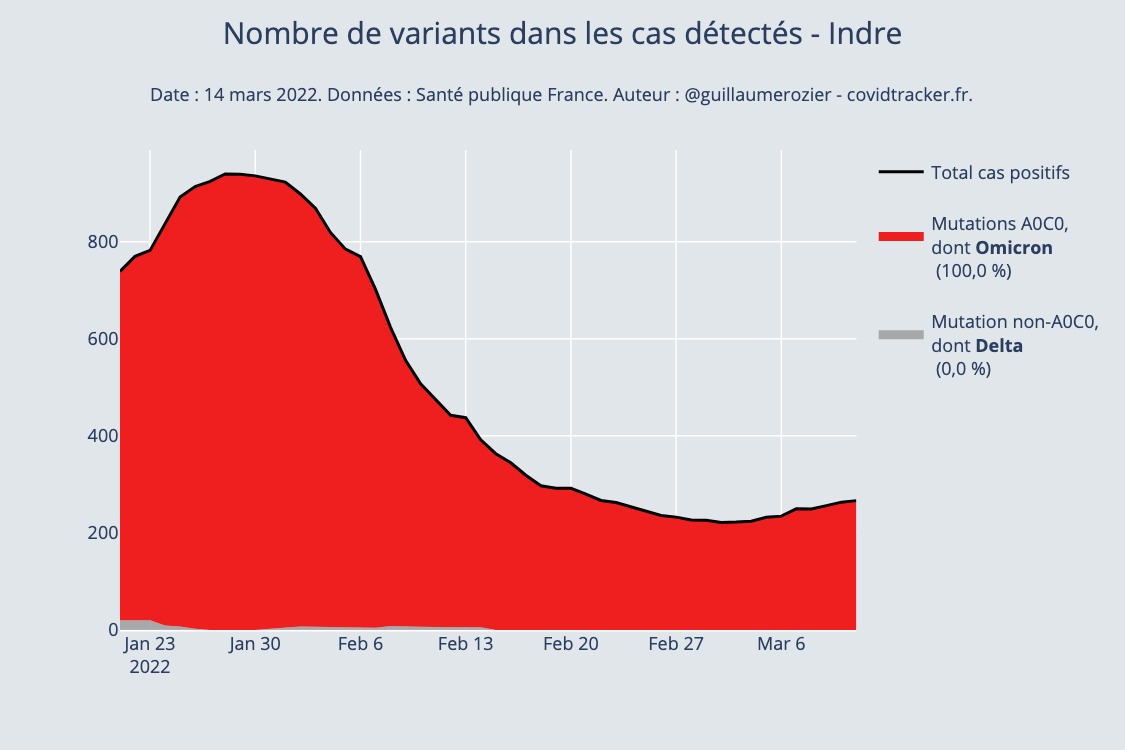 Nombre de variants dans les cas détectés - Indre
Date : 14 mars 2022. Données : Santé publique France. Auteur : @guillaumerozier - covidtracker.fr.
Total cas positifs
Mutations A0C0,
dont Omicron
(100,0 %)
Mutation non-A0C0,
dont Delta
(0,0 %)
800
600
400
200
0
Jan 23
2022
Jan 30
Feb 6
Feb 13
Feb 20
Feb 27
Mar 6